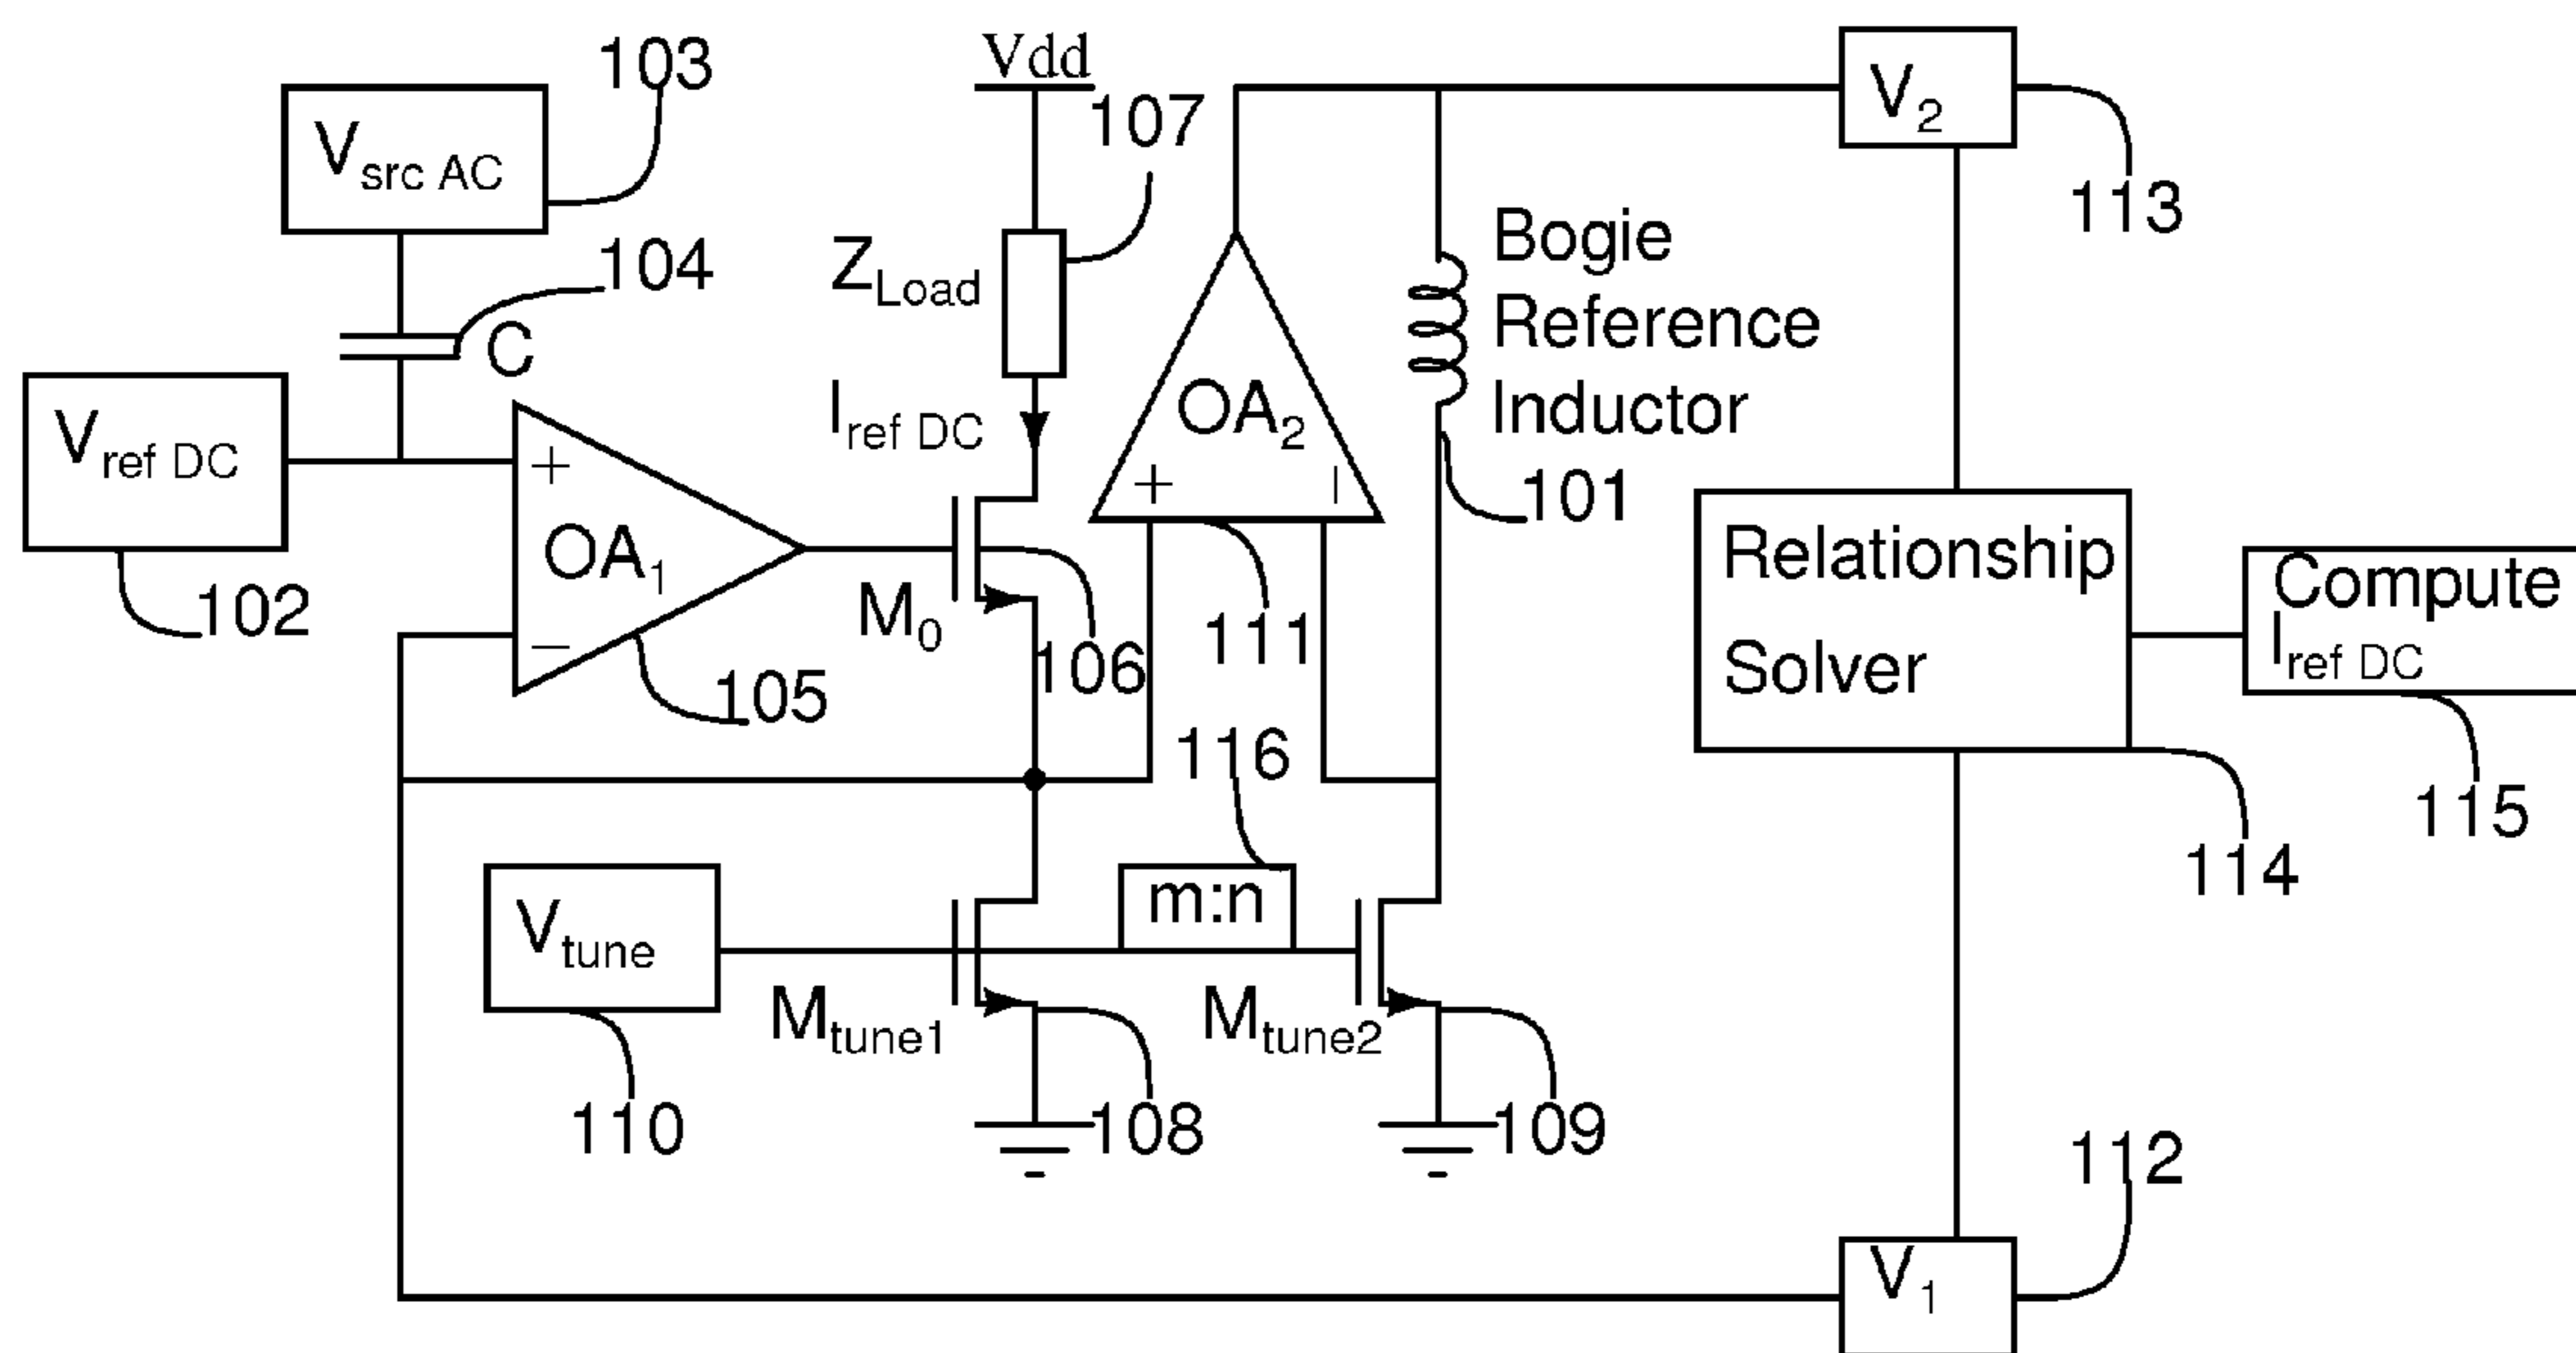 103
Vdd
107
V2
113
Vsrc AC
104
C
ZLoad
Bogie
Reference
Inductor
101
Vref DC
102
+
OA1
−
105
Iref DC
M0
106
OA2
+
−
111
116
Relationship
Solver
114
Compute
Iref DC
115
Vtune
110
m:n
Mtune1
108
Mtune2
109
112
V1